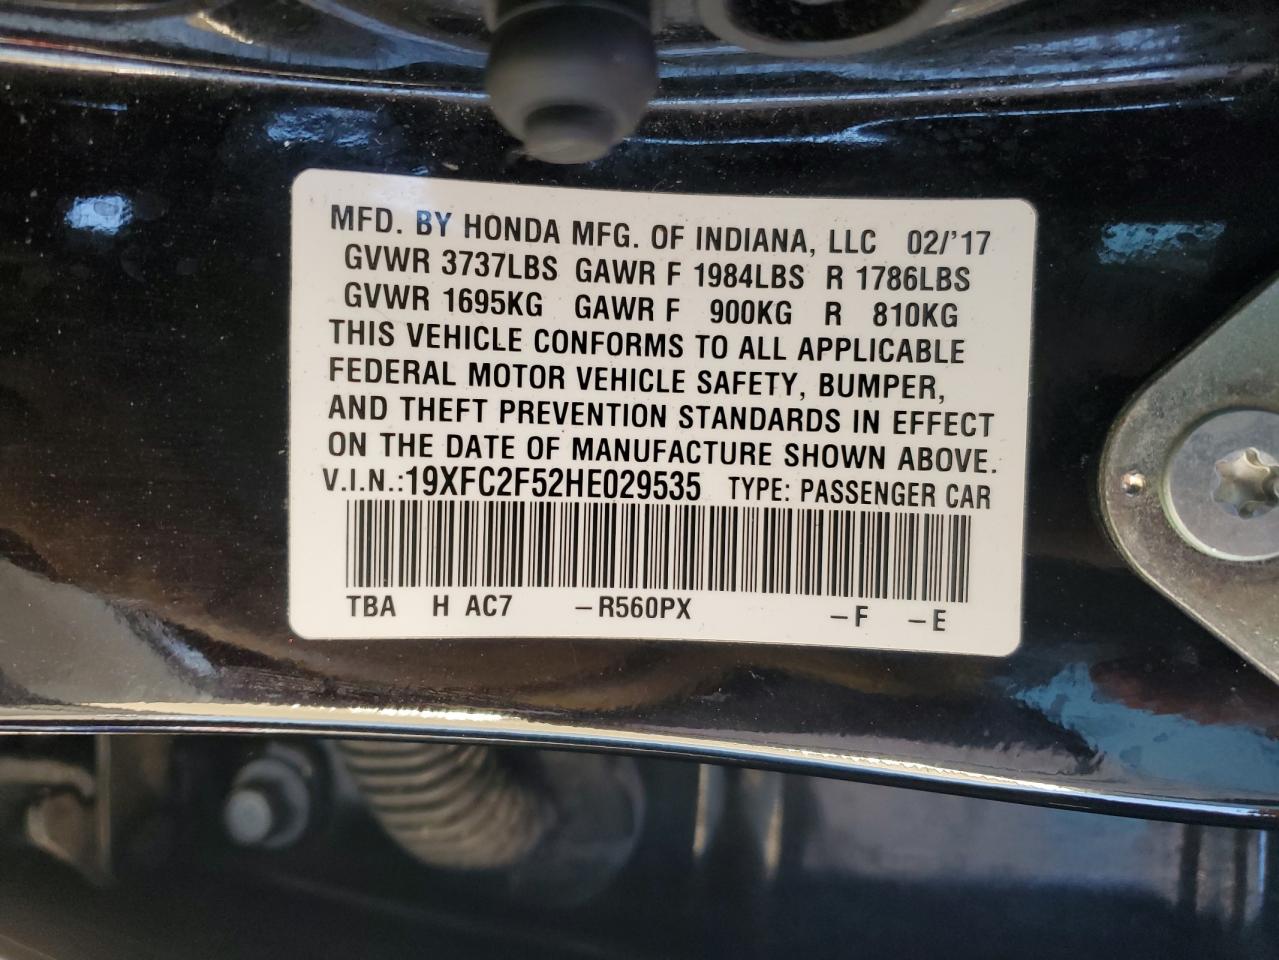 MFD. BY HONDA MFG. OF INDIANA, LLC 02/'17
GVWR 3737LBS GAWR F 1984LBS R 1786LBS
GVWR 1695KG GAWR F 900KG R 810KG
THIS VEHICLE CONFORMS TO ALL APPLICABLE
FEDERAL MOTOR VEHICLE SAFETY, BUMPER,
AND THEFT PREVENTION STANDARDS IN EFFECT
ON THE DATE OF MANUFACTURE SHOWN ABOVE.
V.I.N.:19XFC2F52HE029535 TYPE: PASSENGER CAR
TBA H AC7 –R560PX –F –E